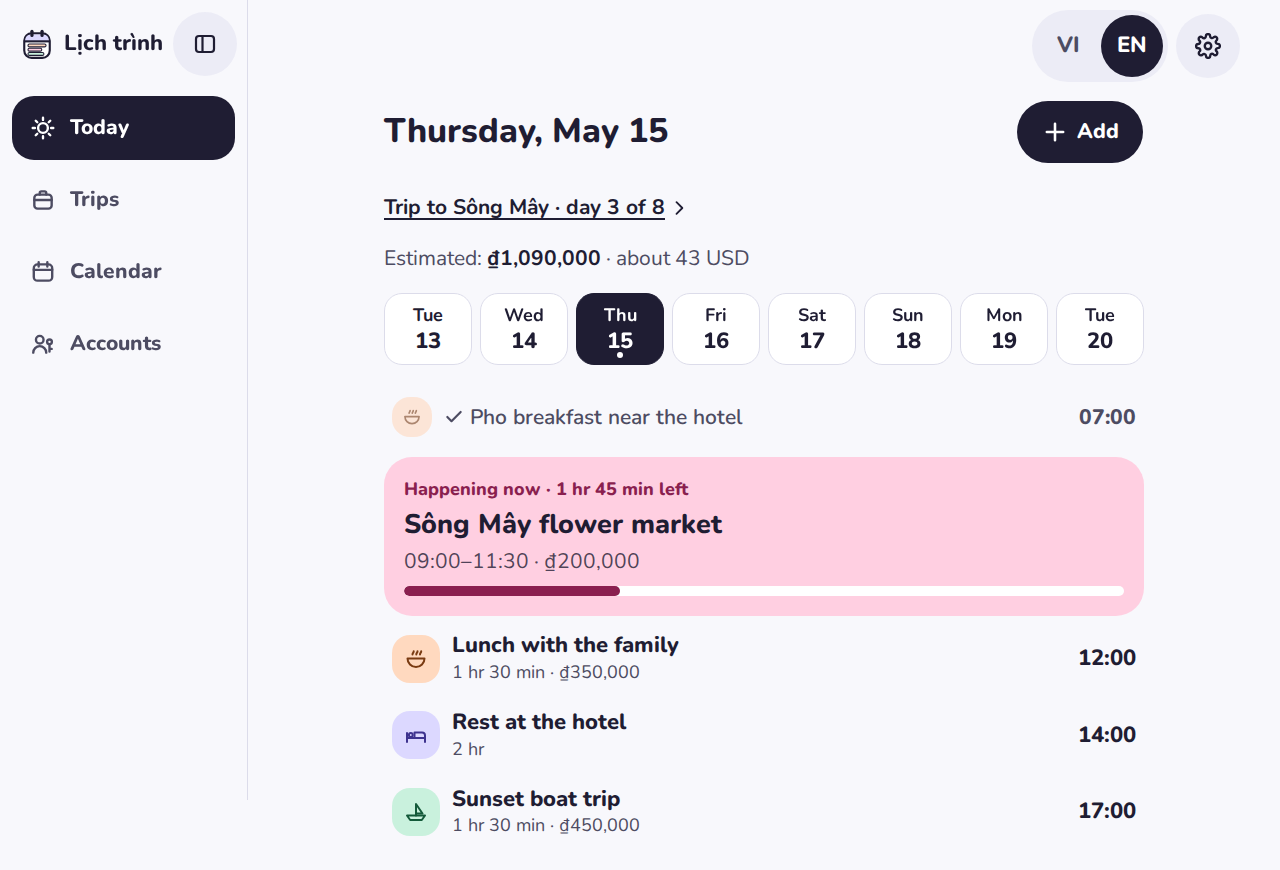 Lịch trình
VI
EN
Today
Trips
Calendar
Accounts
Thursday, May 15
Add
Trip to Sông Mây · day 3 of 8
Estimated: ₫1,090,000 · about 43 USD
Tue
13
Wed
14
Thu
15
Fri
16
Sat
17
Sun
18
Mon
19
Tue
20
Pho breakfast near the hotel
07:00
Happening now · 1 hr 45 min left
Sông Mây flower market
09:00–11:30 · ₫200,000
Lunch with the family
1 hr 30 min · ₫350,000
12:00
Rest at the hotel
2 hr
14:00
Sunset boat trip
1 hr 30 min · ₫450,000
17:00